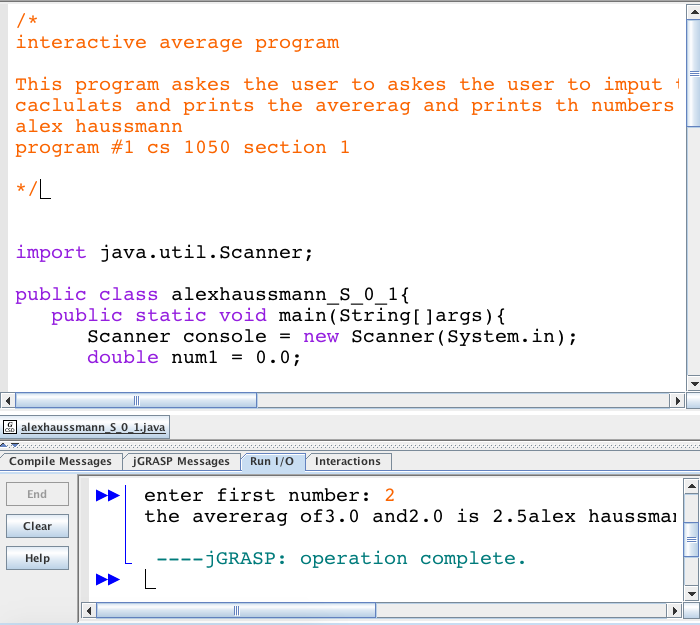 /*
interactive average program
This program askes the user to askes the user to imput
caclulats and prints the avererag and prints th numbers
alex haussmann
program #1 cs 1050 section 1
*/
import java.util.Scanner;
public class alexhaussmann_S_0_1{
public static void main(String[]args){
Scanner console = new Scanner(System.in);
double num1 = 0.0;
alexhaussmann_S_0_1.java
Compile Messages jGRASP Messages Run I/O Interactions
End
Clear
Help
enter first number: 2
the avererag of3.0 and2.0 is 2.5alex haussman
----jGRASP: operation complete.